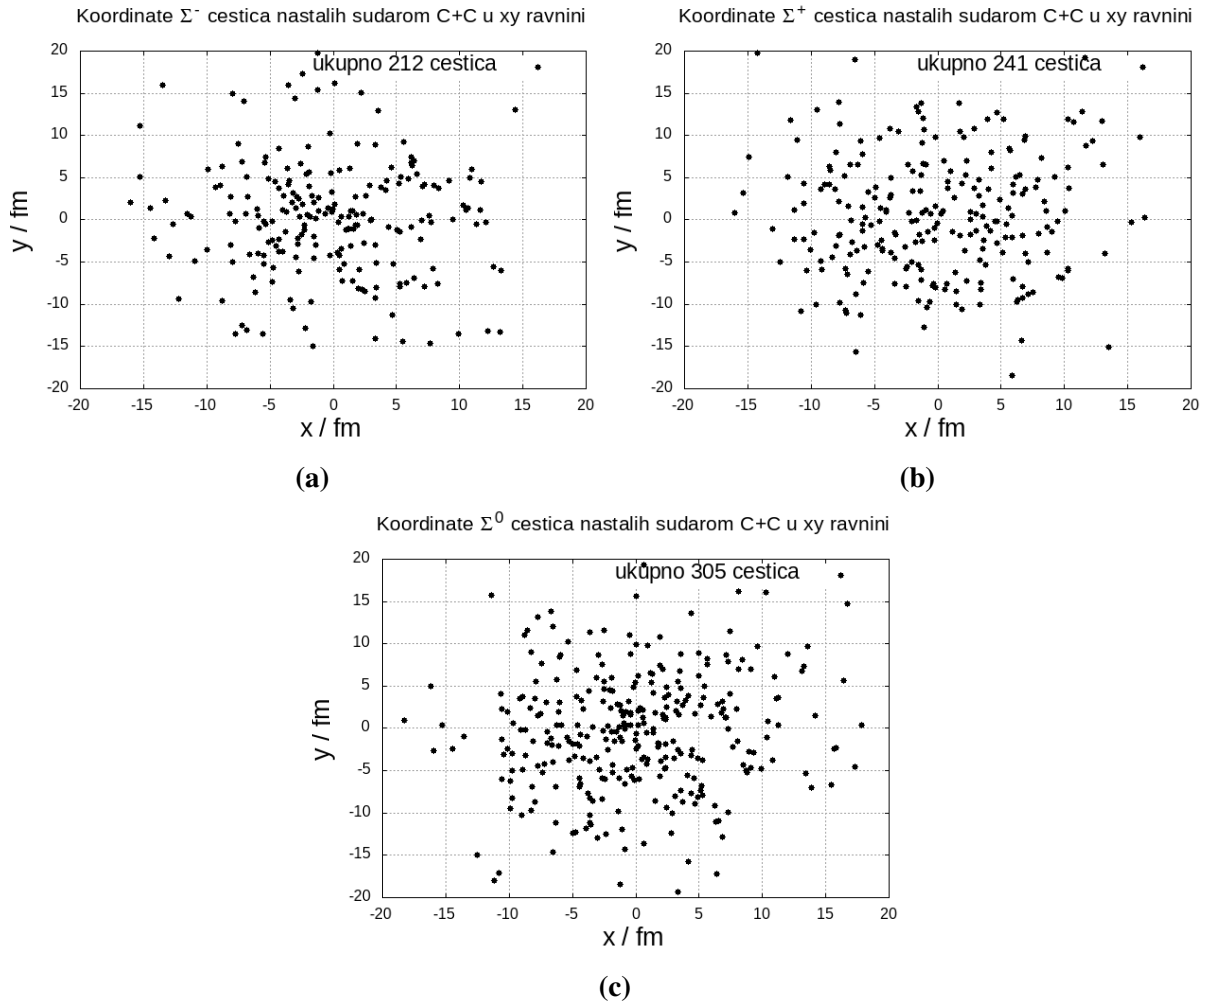 Koordinate Σ⁻ cestica nastalih sudarom C+C u xy ravnini
ukupno 212 cestica
20
15
10
5
0
-5
-10
-15
-20
y / fm
-20 -15 -10 -5 0 5 10 15 20
x / fm
(a)
Koordinate Σ⁺ cestica nastalih sudarom C+C u xy ravnini
ukupno 241 cestica
20
15
10
5
0
-5
-10
-15
-20
y / fm
-20 -15 -10 -5 0 5 10 15 20
x / fm
(b)
Koordinate Σ⁰ cestica nastalih sudarom C+C u xy ravnini
ukupno 305 cestica
20
15
10
5
0
-5
-10
-15
-20
y / fm
-20 -15 -10 -5 0 5 10 15 20
x / fm
(c)